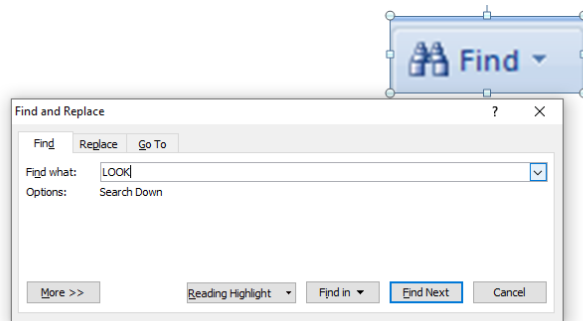 Find
Find and Replace ?
Find Replace Go To
Find what: LOOK
Options: Search Down
More >> Reading Highlight Find in Find Next Cancel